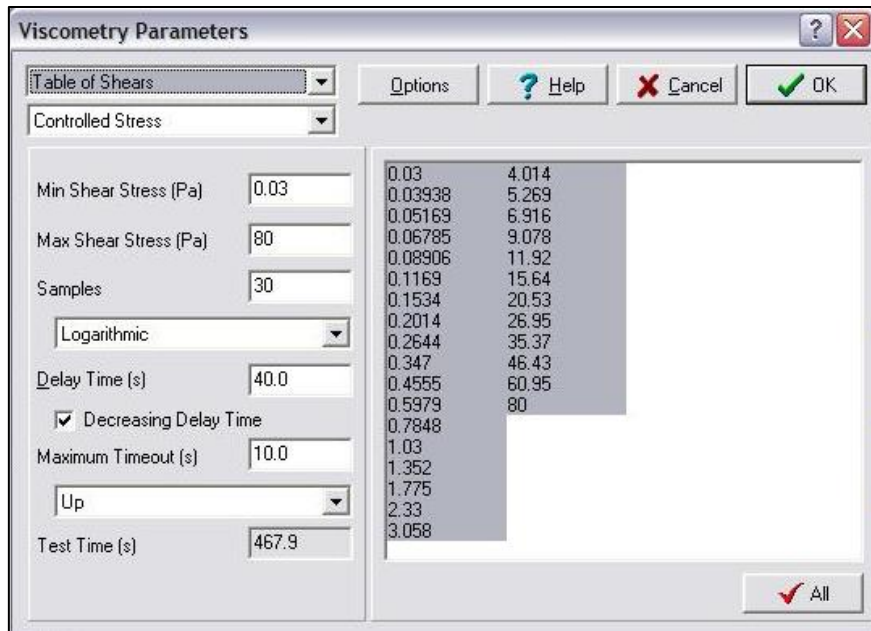 Viscometry Parameters
Table of Shears
Options
Help
Cancel
OK
Controlled Stress
Min Shear Stress (Pa) 0.03
Max Shear Stress (Pa) 80
Samples 30
Logarithmic
Delay Time (s) 40.0
Decreasing Delay Time
Maximum Timeout (s) 10.0
Up
Test Time (s) 467.9
0.03 4.014
0.03938 5.269
0.05169 6.916
0.06785 9.078
0.08906 11.92
0.1169 15.64
0.1534 20.53
0.2014 26.95
0.2644 35.37
0.347 46.43
0.4555 60.95
0.5979 80
0.7848
1.03
1.352
1.775
2.33
3.058
All